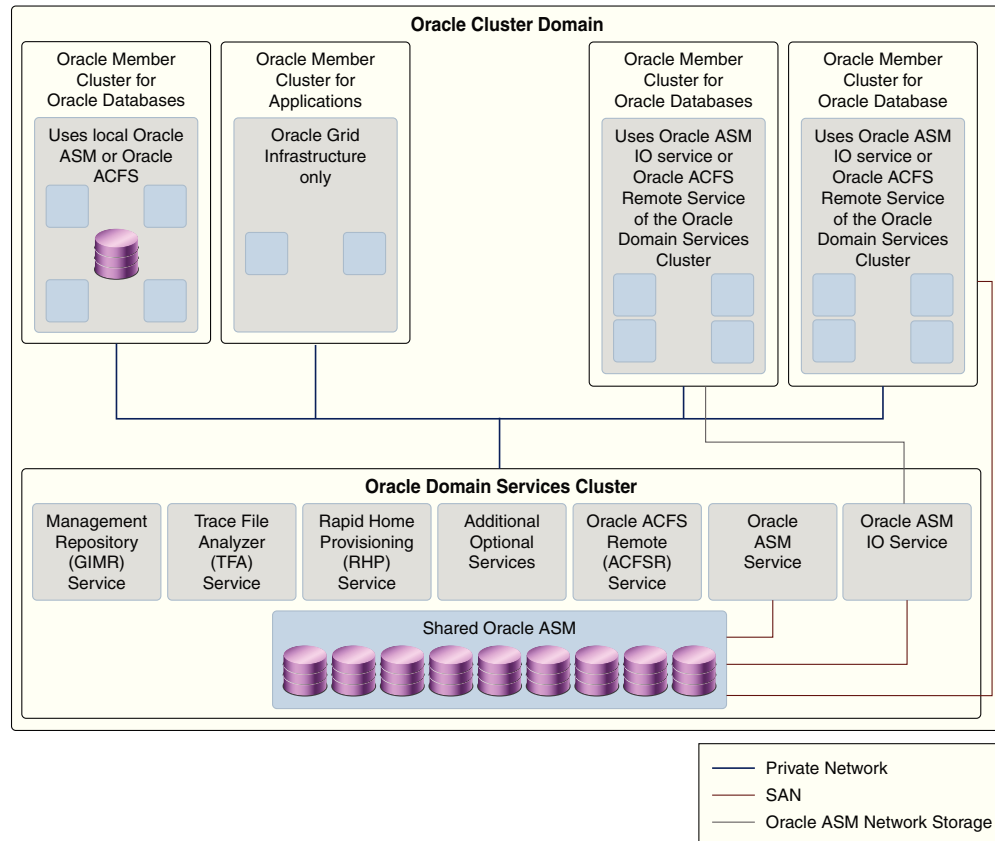 Oracle Cluster Domain
Oracle Member
Cluster for
Oracle Databases
Uses local Oracle
ASM or Oracle
ACFS
Oracle Member
Cluster for
Applications
Oracle Grid
Infrastructure
only
Oracle Member
Cluster for
Oracle Databases
Uses Oracle ASM
IO service or
Oracle ACFS
Remote Service
of the Oracle
Domain Services
Cluster
Oracle Member
Cluster for
Oracle Database
Uses Oracle ASM
IO service or
Oracle ACFS
Remote Service
of the Oracle
Domain Services
Cluster
Oracle Domain Services Cluster
Management
Repository
(GIMR)
Service
Trace File
Analyzer
(TFA)
Service
Rapid Home
Provisioning
(RHP)
Service
Additional
Optional
Services
Oracle ACFS
Remote
(ACFSR)
Service
Oracle
ASM
Service
Oracle ASM
IO Service
Shared Oracle ASM
Private Network
SAN
Oracle ASM Network Storage